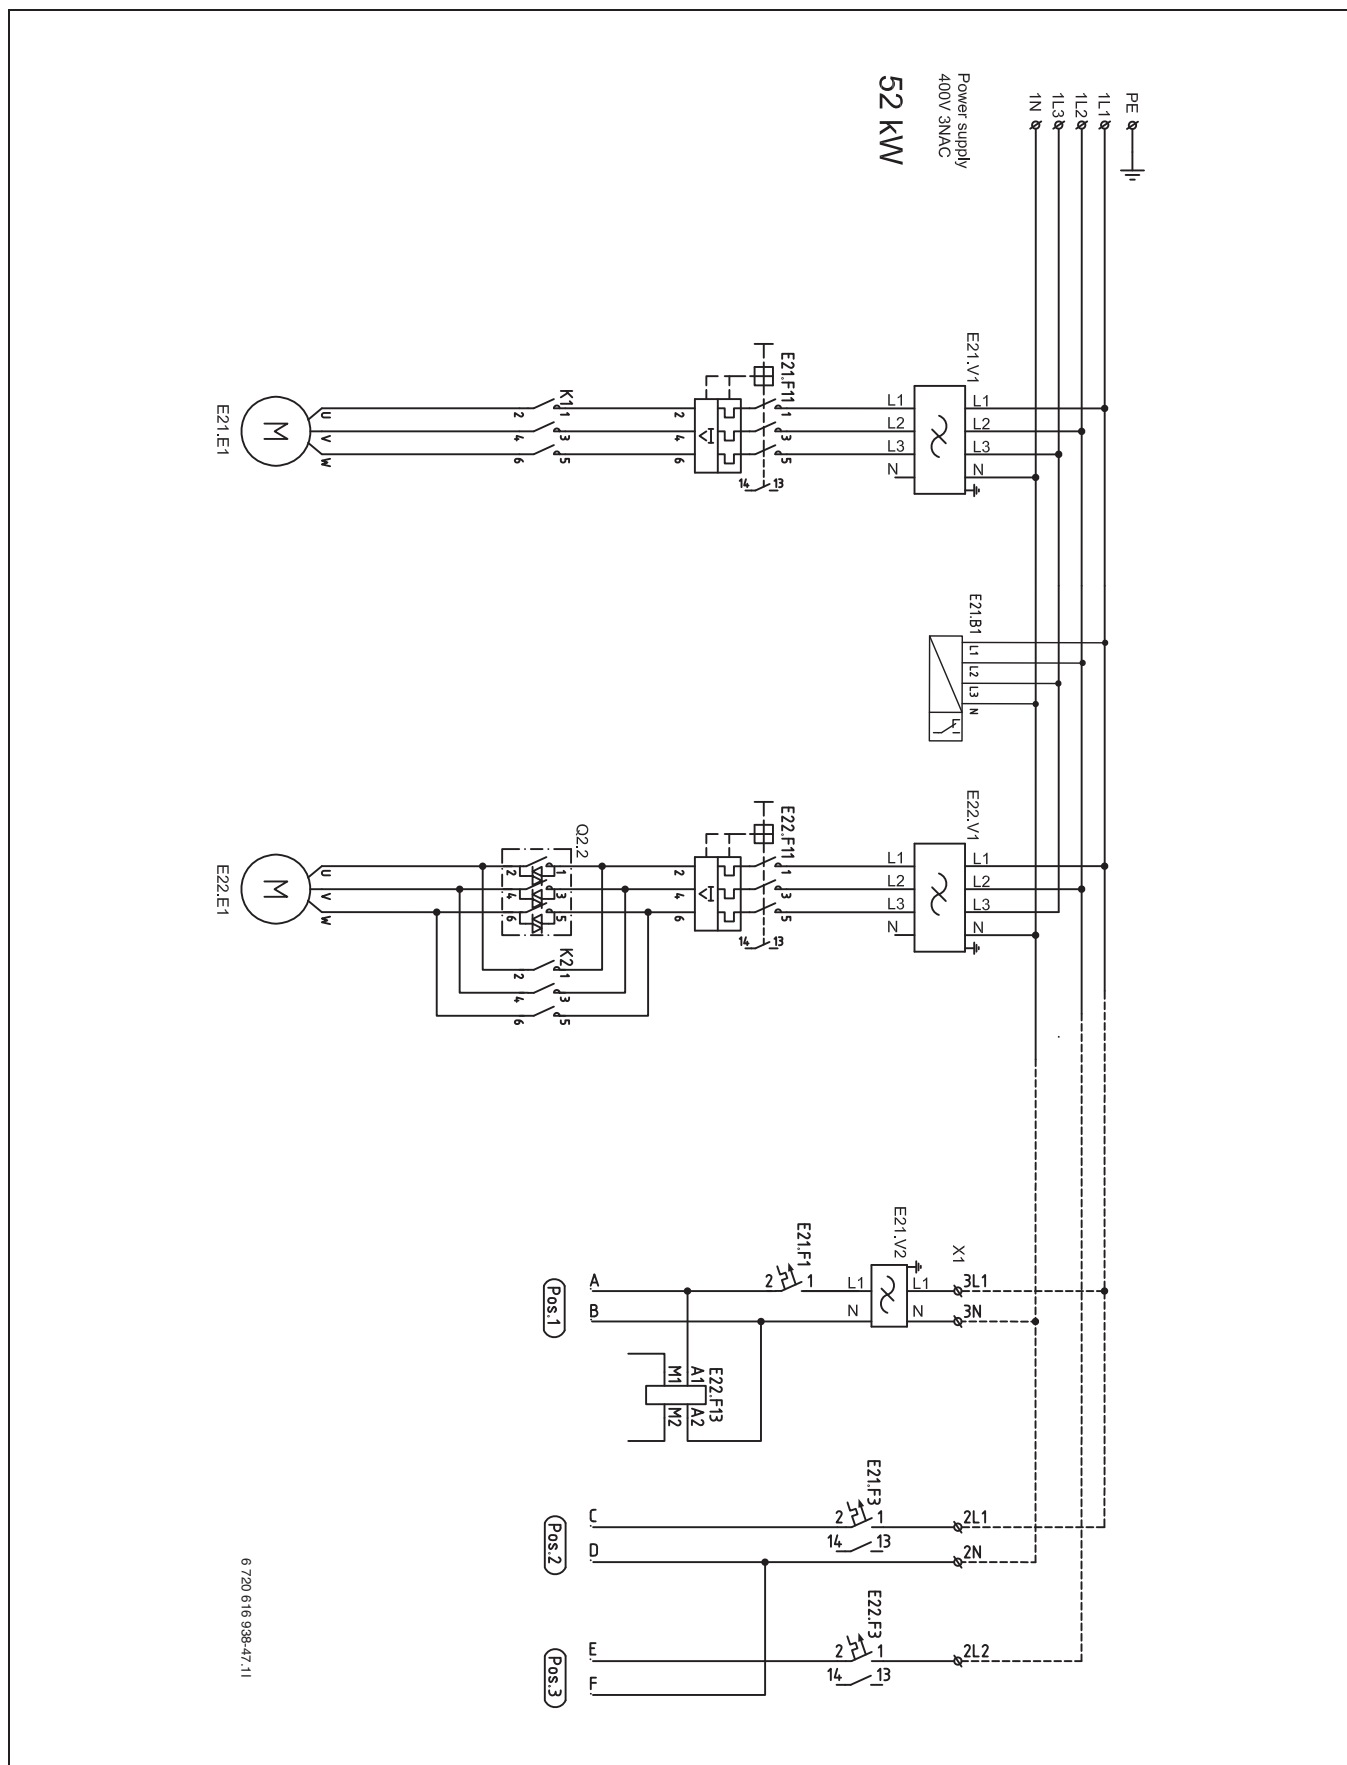 PE
1L1
1L2
1L3
1N
Power supply
400V 3NAC
52 kW
E21.V1
L1
L2
L3
N
L1
L2
L3
N
E21.F11
1
3
5
13
14
I>
2
4
6
K1
1
3
5
2
4
6
U
V
W
M
E21.E1
E21.B1
L1
L2
L3
N
E22.V1
L1
L2
L3
N
L1
L2
L3
N
E22.F11
1
3
5
13
14
I>
2
4
6
Q2.2
1
3
5
2
4
6
K2
1
3
5
2
4
6
U
V
W
M
E22.E1
X1
3L1
3N
E21.V2
L1
N
L1
N
E21.F1
1
2
A
B
Pos.1
E22.F13
A1
A2
M1
M2
2L1
2N
E21.F3
1
2
13
14
C
D
Pos.2
2L2
E22.F3
1
2
13
14
E
F
Pos.3
6 720 616 938-47.1I